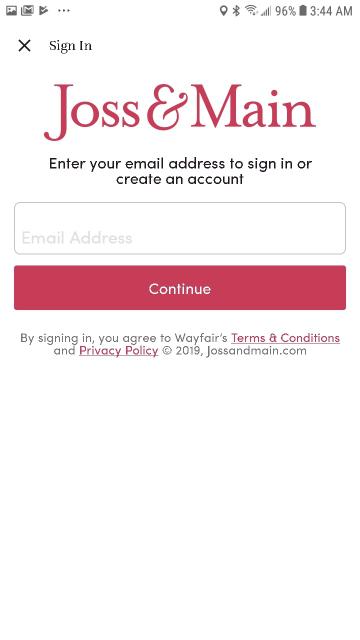 96% 3:44 AM
Sign In
Joss&Main
Enter your email address to sign in or
create an account
Email Address
Continue
By signing in, you agree to Wayfair's Terms & Conditions
and Privacy Policy © 2019, Jossandmain.com